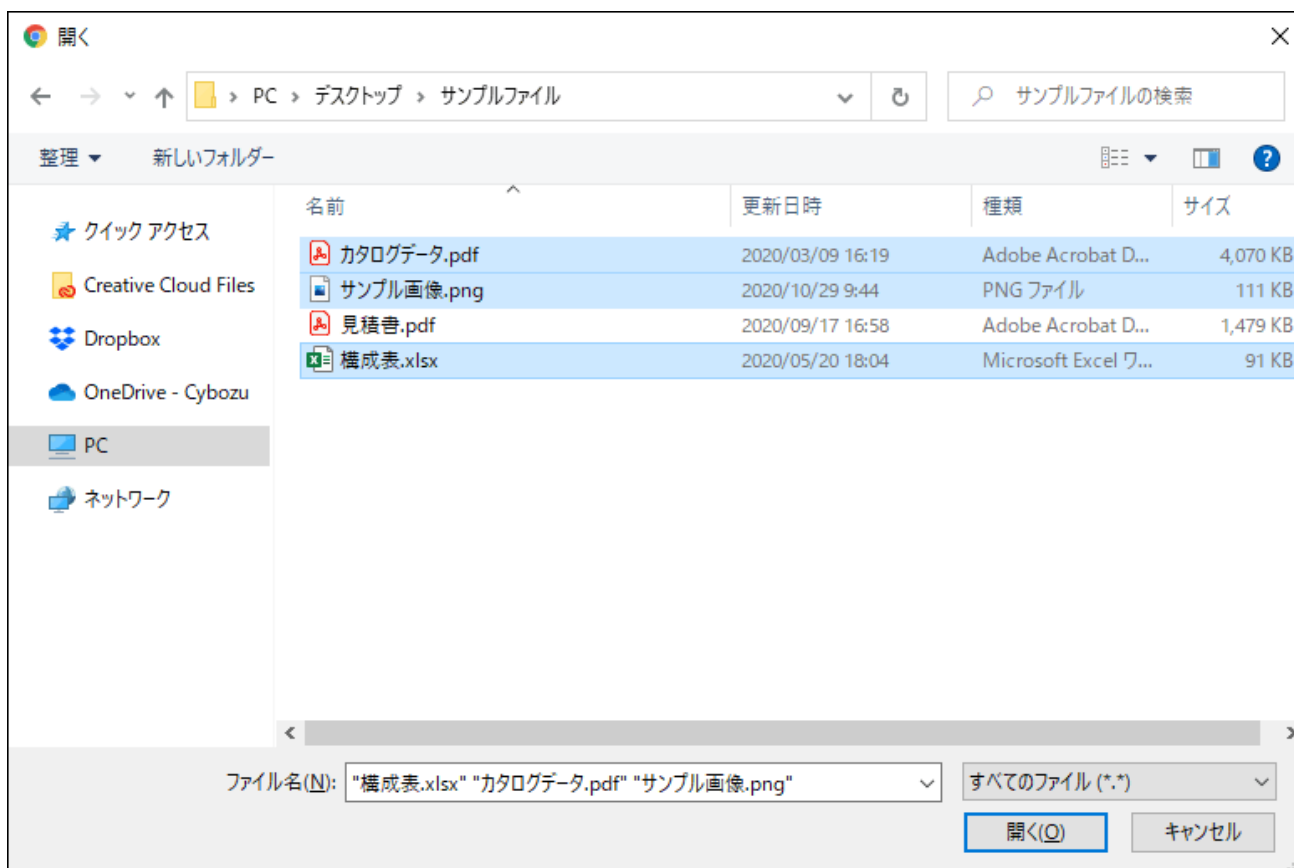 開く
PC › デスクトップ › サンプルファイル
サンプルファイルの検索
整理 新しいフォルダー
名前 更新日時 種類 サイズ
クイック アクセス
Creative Cloud Files
Dropbox
OneDrive - Cybozu
PC
ネットワーク
カタログデータ.pdf 2020/03/09 16:19 Adobe Acrobat D... 4,070 KB
サンプル画像.png 2020/10/29 9:44 PNG ファイル 111 KB
見積書.pdf 2020/09/17 16:58 Adobe Acrobat D... 1,479 KB
構成表.xlsx 2020/05/20 18:04 Microsoft Excel ワ... 91 KB
ファイル名(N): "構成表.xlsx" "カタログデータ.pdf" "サンプル画像.png" すべてのファイル (*.*)
開く(O) キャンセル